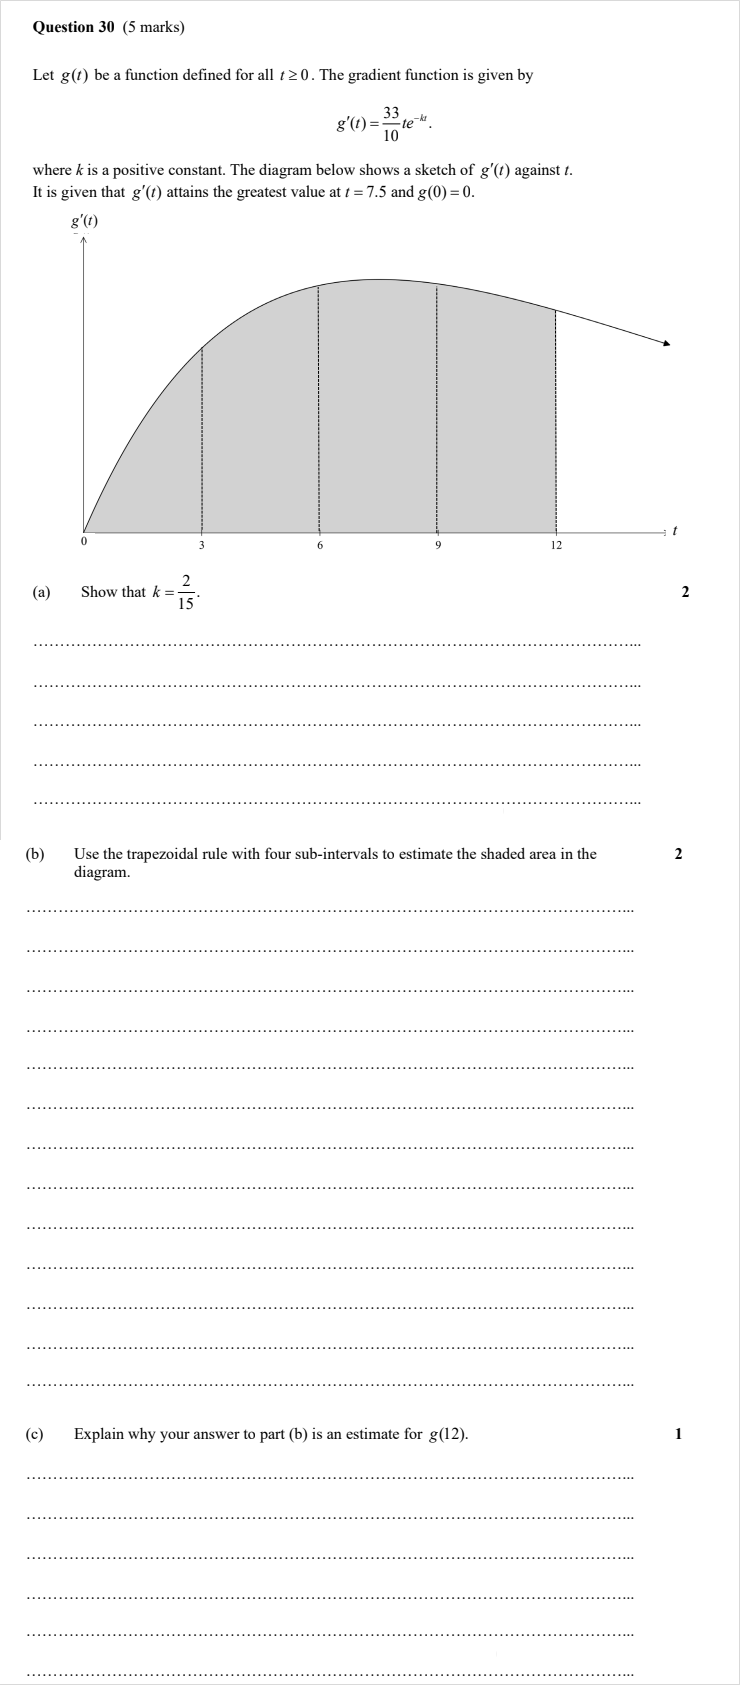 Question 30 (5 marks)
Let g(t) be a function defined for all t ≥ 0. The gradient function is given by
g′(t) = 33/10 te^{-kt}.
where k is a positive constant. The diagram below shows a sketch of g′(t) against t.
It is given that g′(t) attains the greatest value at t = 7.5 and g(0) = 0.
g′(t)
t
0 3 6 9 12
(a) Show that k = 2/15. 2
(b) Use the trapezoidal rule with four sub-intervals to estimate the shaded area in the 2
diagram.
(c) Explain why your answer to part (b) is an estimate for g(12). 1